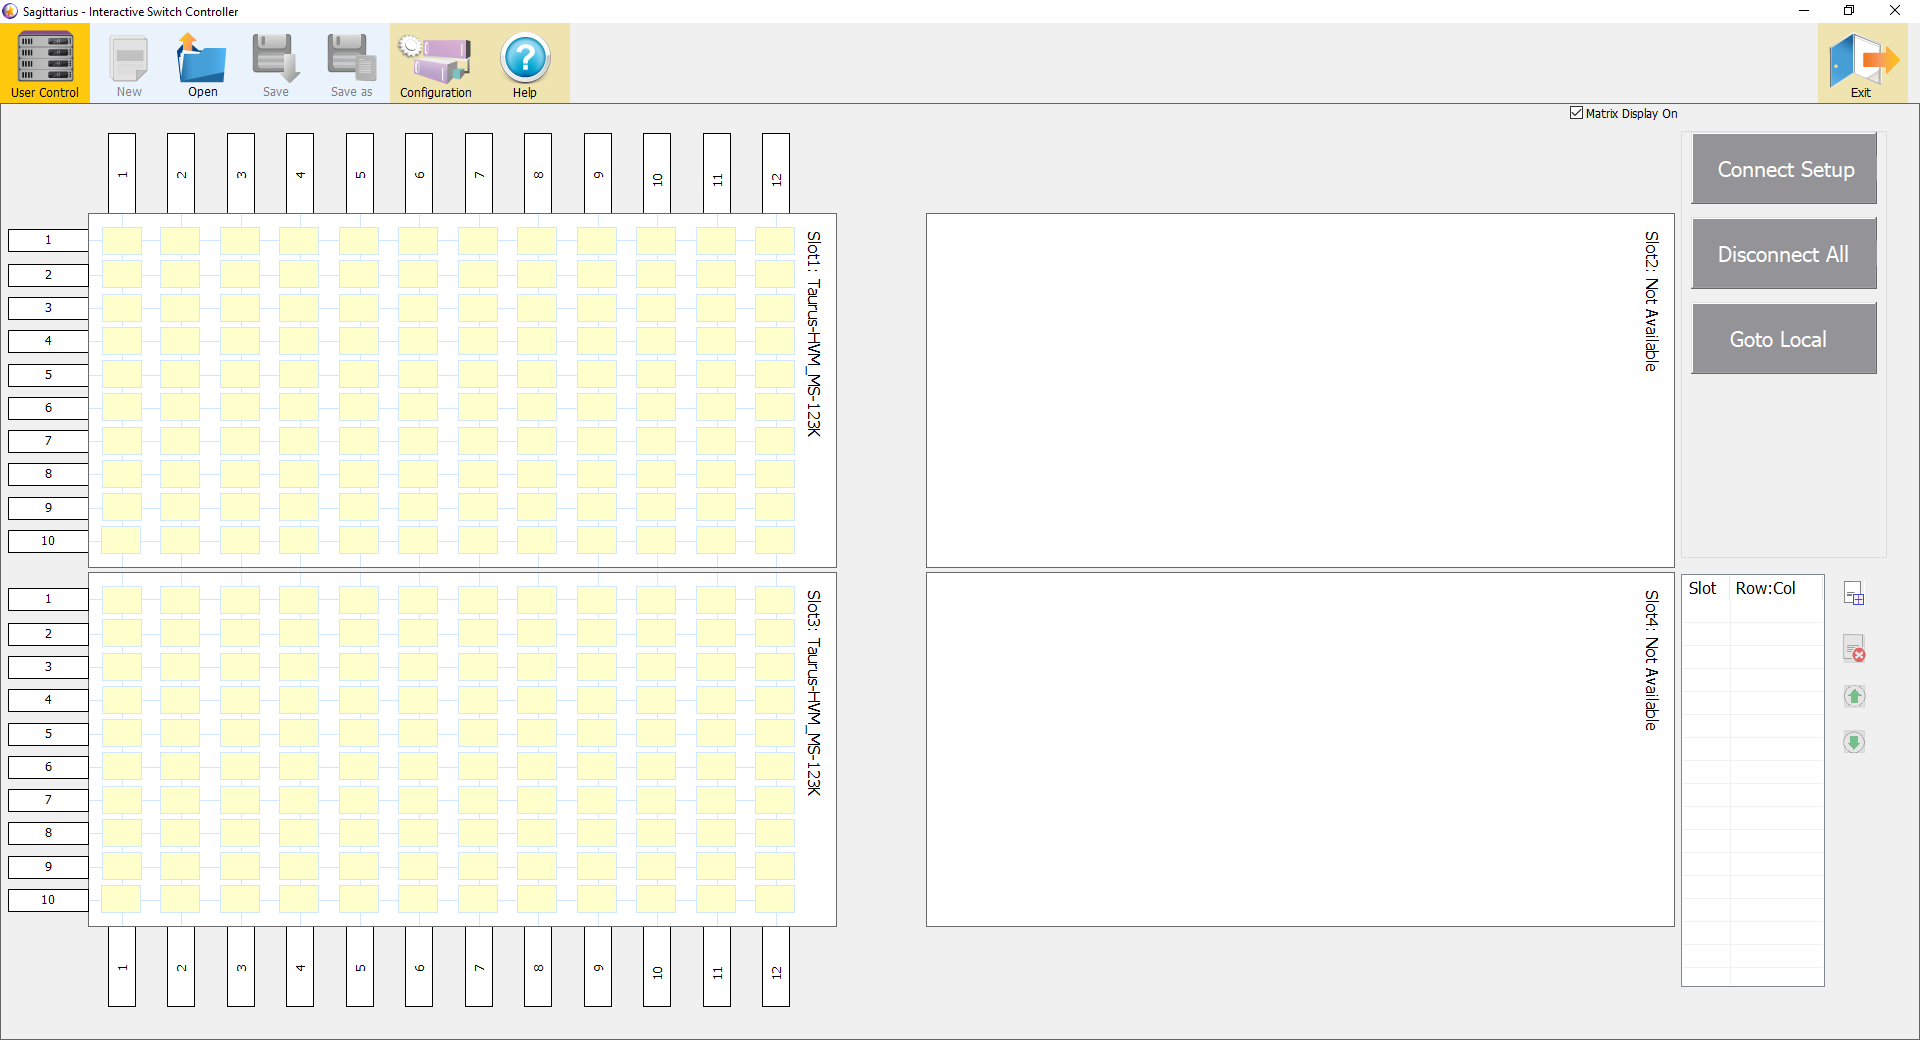 Sagittarius - Interactive Switch Controller
User Control
New
Open
Save
Save as
Configuration
Help
Exit
Matrix Display On
1 2 3 4 5 6 7 8 9 10 11 12
1
2
3
4
5
6
7
8
9
10
Slot1: Taurus-HVM_MS-123K
Slot2: Not Available
Connect Setup
Disconnect All
Goto Local
1
2
3
4
5
6
7
8
9
10
Slot3: Taurus-HVM_MS-123K
Slot4: Not Available
Slot Row:Col
1 2 3 4 5 6 7 8 9 10 11 12